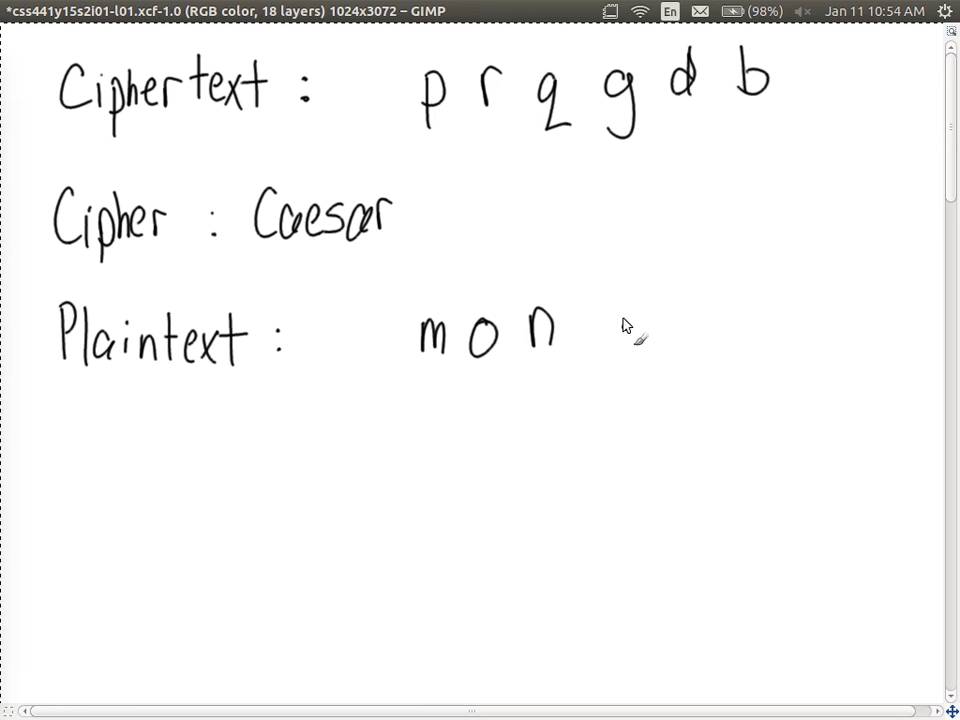 *css441y15s2i01-l01.xcf-1.0 (RGB color, 18 layers) 1024x3072 – GIMP En (98%) Jan 11 10:54 AM
Ciphertext : p r q g d b
Cipher : Caesar
Plaintext : m o n